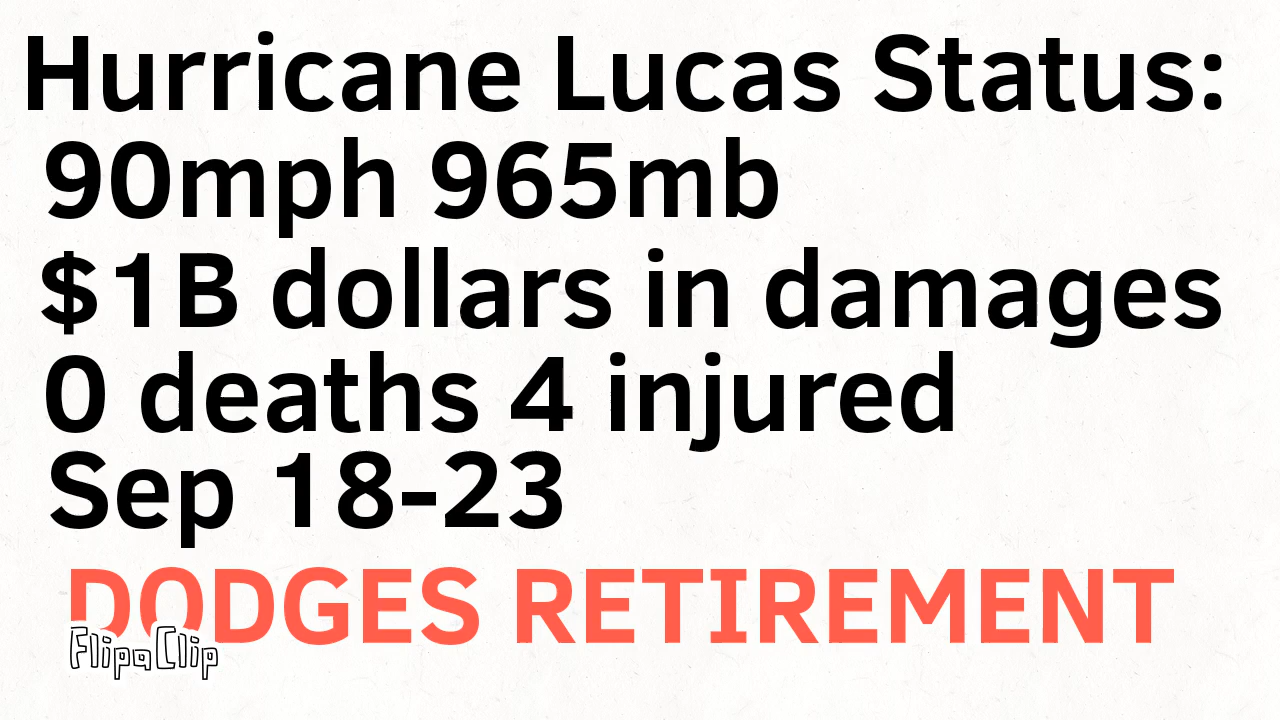 Hurricane Lucas Status:
90mph 965mb
$1B dollars in damages
0 deaths 4 injured
Sep 18-23
DODGES RETIREMENT
FlipaClip